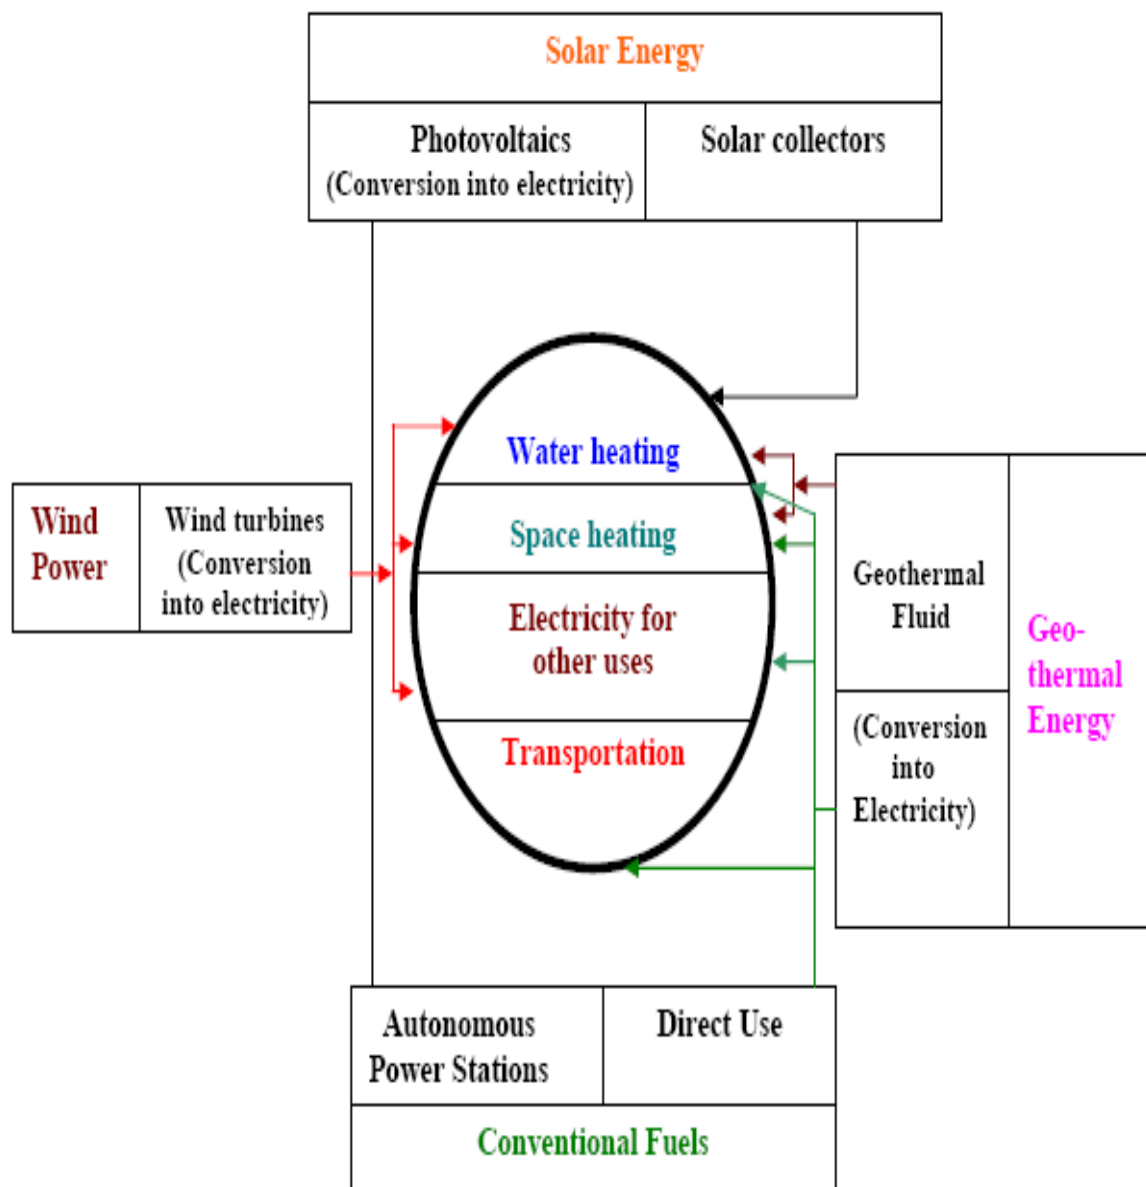 Solar Energy
Photovoltaics
(Conversion into electricity)
Solar collectors
Water heating
Space heating
Electricity for
other uses
Transportation
Wind
Power
Wind turbines
(Conversion
into electricity)
Geothermal
Fluid
(Conversion
into
Electricity)
Geo-
thermal
Energy
Autonomous
Power Stations
Direct Use
Conventional Fuels